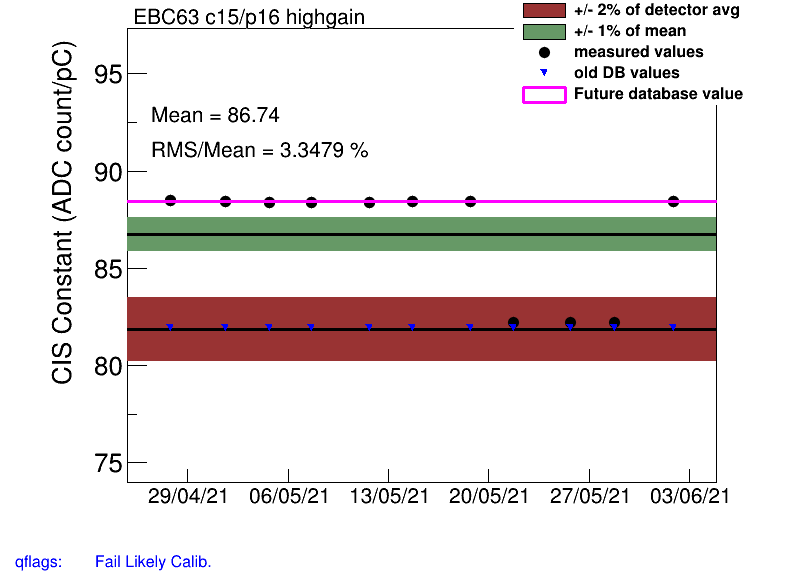 EBC63 c15/p16 highgain
+/- 2% of detector avg
+/- 1% of mean
measured values
old DB values
Future database value
CIS Constant (ADC count/pC)
Mean = 86.74
RMS/Mean = 3.3479 %
95
90
85
80
75
29/04/21 06/05/21 13/05/21 20/05/21 27/05/21 03/06/21
qflags: Fail Likely Calib.